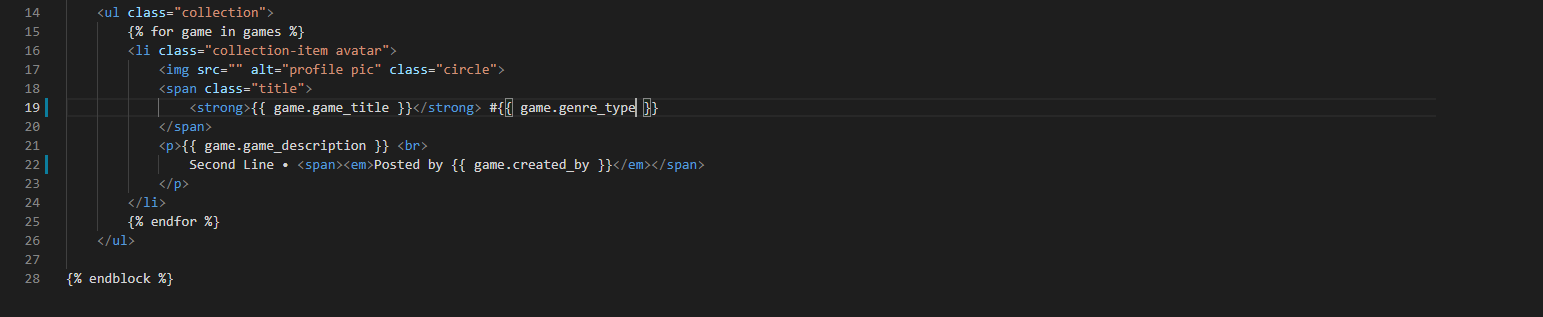 14 <ul class="collection">
15 {% for game in games %}
16 <li class="collection-item avatar">
17 <img src="" alt="profile pic" class="circle">
18 <span class="title">
19 <strong>{{ game.game_title }}</strong> #{{ game.genre_type }}
20 </span>
21 <p>{{ game.game_description }} <br>
22 Second Line • <span><em>Posted by {{ game.created_by }}</em></span>
23 </p>
24 </li>
25 {% endfor %}
26 </ul>
27
28 {% endblock %}